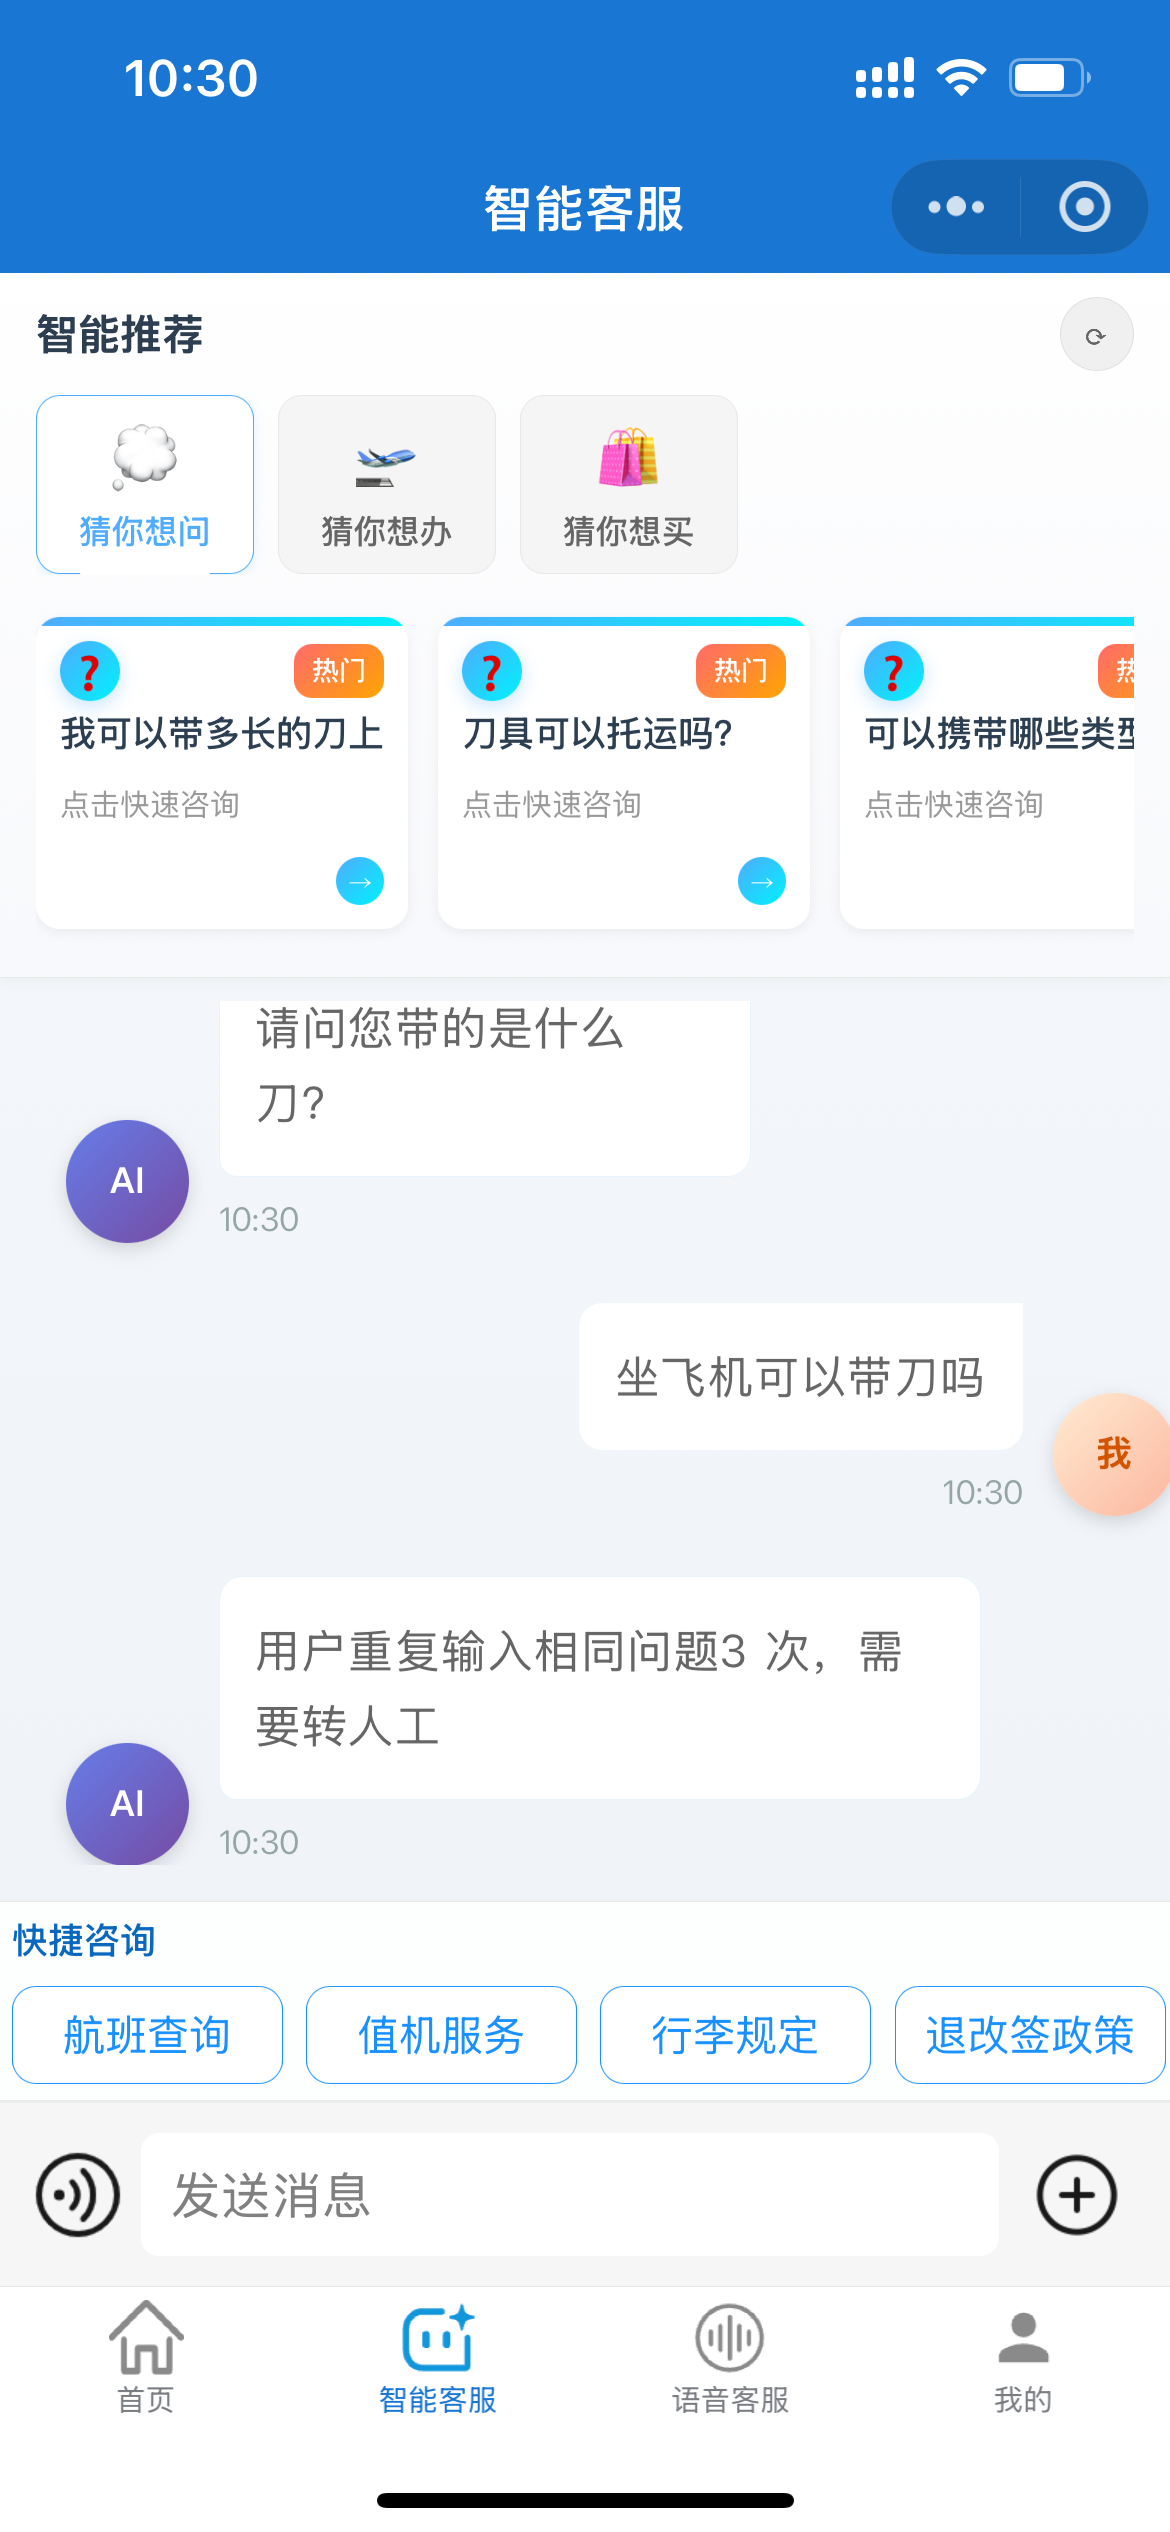 10:30
智能客服
智能推荐
猜你想问
猜你想办
猜你想买
热门
我可以带多长的刀上
点击快速咨询
热门
刀具可以托运吗?
点击快速咨询
可以携带哪些类型
点击快速咨询
请问您带的是什么
刀?
AI
10:30
坐飞机可以带刀吗
我
10:30
用户重复输入相同问题3 次，需
要转人工
AI
10:30
快捷咨询
航班查询
值机服务
行李规定
退改签政策
发送消息
首页
智能客服
语音客服
我的